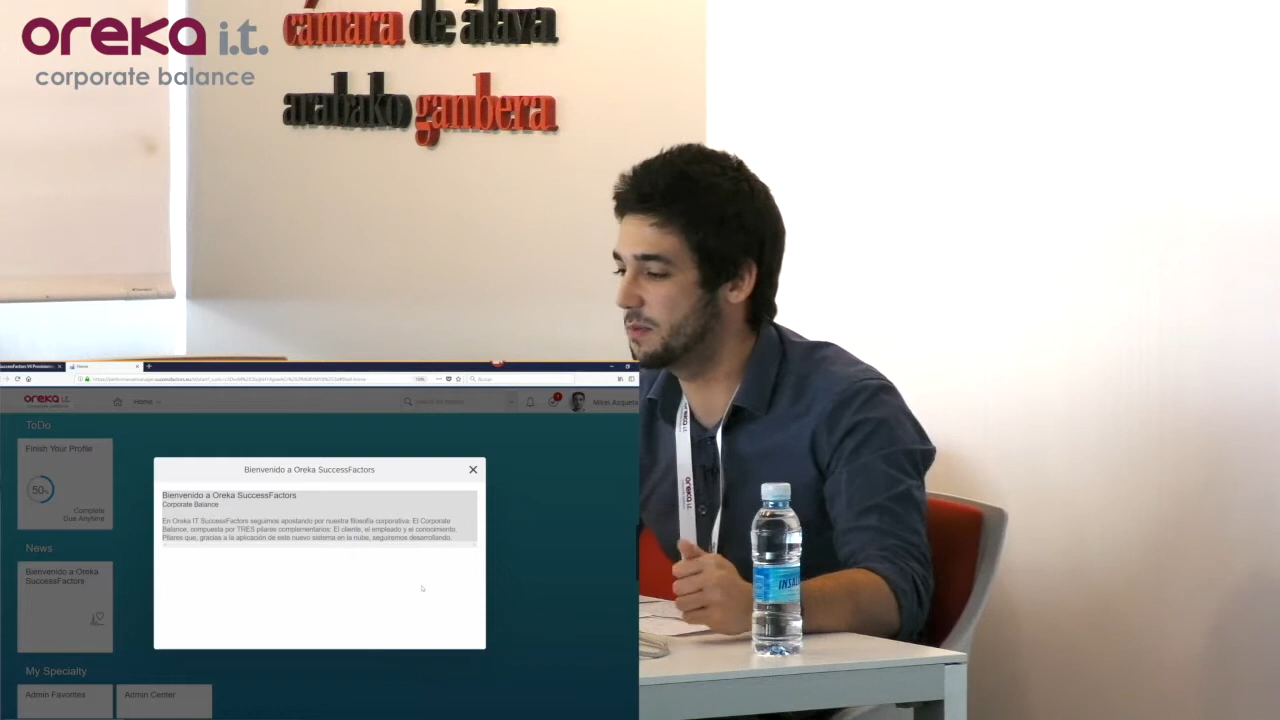 oreka i.t.
corporate balance
cámara de álava
arabako ganbera
Home
oreka i.t.
Home
ToDo
Finish Your Profile
50%
Complete
Due Anytime
News
Bienvenido a Oreka
SuccessFactors
My Specialty
Admin Favorites
Admin Center
Bienvenido a Oreka SuccessFactors
Bienvenido a Oreka SuccessFactors
Corporate Balance
En Oreka IT SuccessFactors seguimos apostando por nuestra filosofía corporativa: El Corporate
Balance, compuesta por TRES pilares complementarios: El cliente, el empleado y el conocimiento.
Pilares que, gracias a la aplicación de este nuevo sistema en la nube, seguiremos desarrollando.
oreka i.t.
INSAL